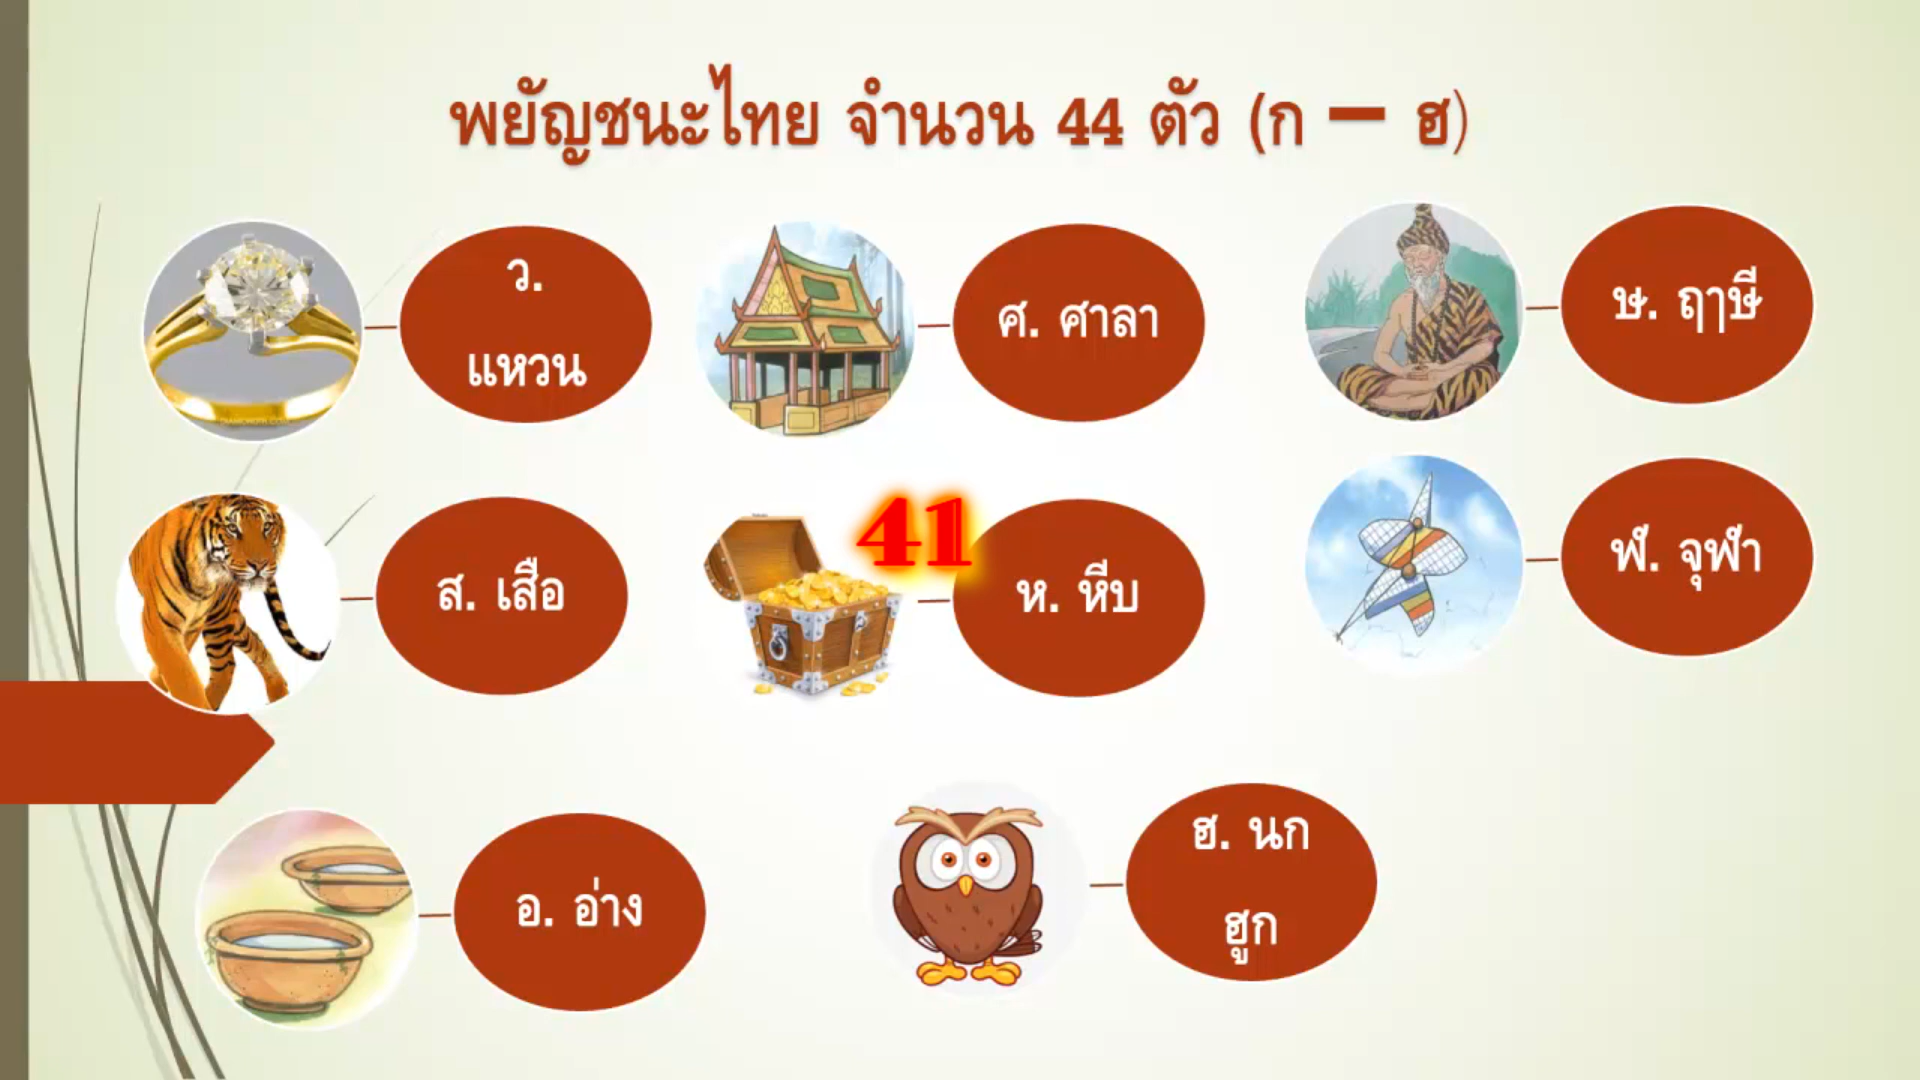 พยัญชนะไทย จำนวน 44 ตัว (ก – ฮ)
ว.
แหวน
ศ. ศาลา
ษ. ฤๅษี
ส. เสือ
41
ห. หีบ
ฬ. จุฬา
อ. อ่าง
ฮ. นก
ฮูก